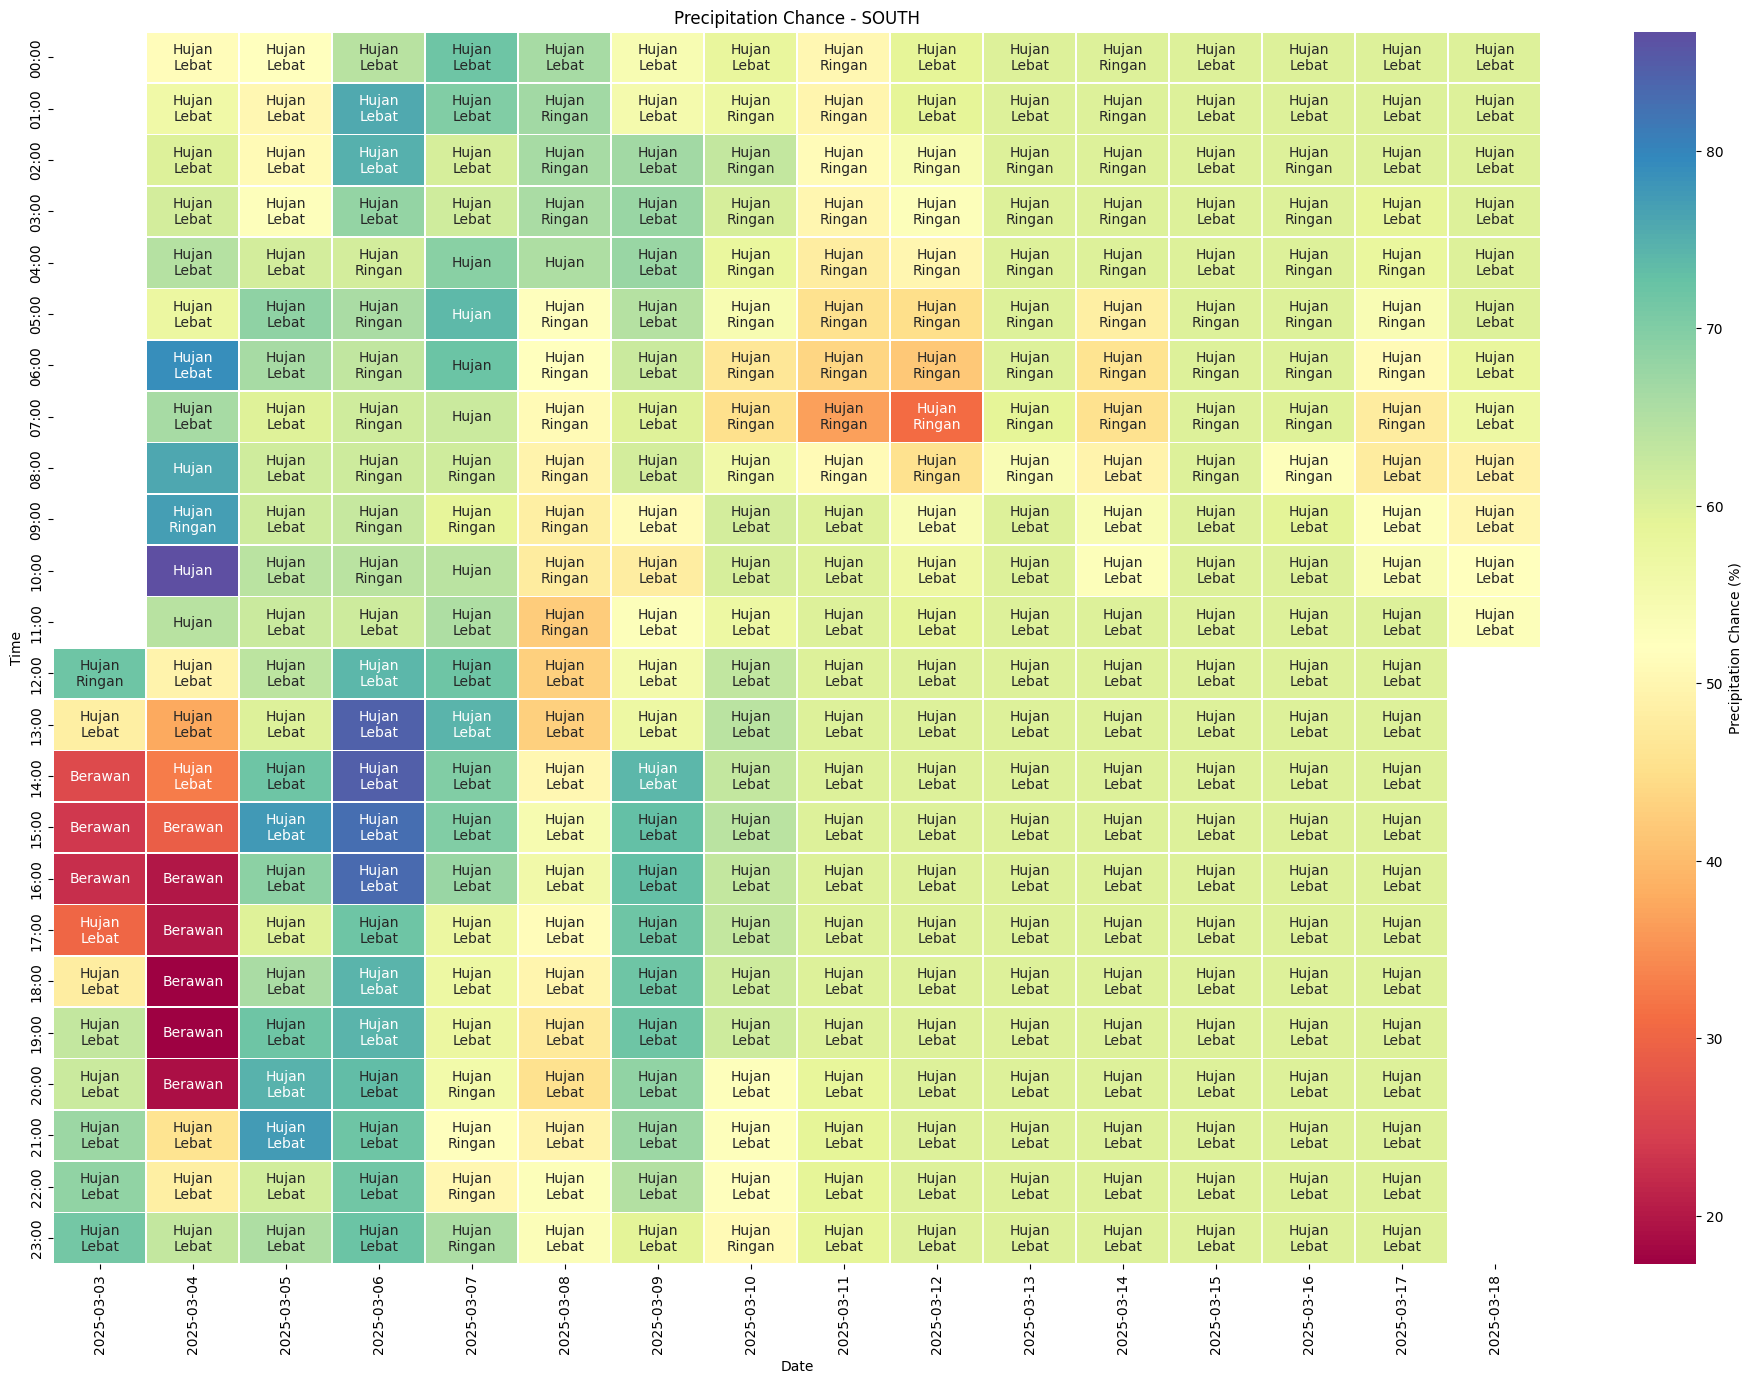 Precipitation Chance - SOUTH
00:00 Hujan Lebat Hujan Lebat Hujan Lebat Hujan Lebat Hujan Lebat Hujan Lebat Hujan Lebat Hujan Ringan Hujan Lebat Hujan Lebat Hujan Ringan Hujan Lebat Hujan Lebat Hujan Lebat Hujan Lebat
01:00 Hujan Lebat Hujan Lebat Hujan Lebat Hujan Lebat Hujan Ringan Hujan Lebat Hujan Ringan Hujan Ringan Hujan Lebat Hujan Lebat Hujan Ringan Hujan Lebat Hujan Lebat Hujan Lebat Hujan Lebat
02:00 Hujan Lebat Hujan Lebat Hujan Lebat Hujan Lebat Hujan Ringan Hujan Lebat Hujan Ringan Hujan Ringan Hujan Ringan Hujan Lebat Hujan Ringan Hujan Lebat Hujan Lebat Hujan Lebat Hujan Lebat
03:00 Hujan Lebat Hujan Lebat Hujan Lebat Hujan Lebat Hujan Ringan Hujan Lebat Hujan Ringan Hujan Ringan Hujan Ringan Hujan Ringan Hujan Ringan Hujan Lebat Hujan Ringan Hujan Lebat Hujan Lebat
04:00 Hujan Lebat Hujan Lebat Hujan Ringan Hujan Hujan Hujan Lebat Hujan Ringan Hujan Ringan Hujan Ringan Hujan Ringan Hujan Ringan Hujan Lebat Hujan Ringan Hujan Ringan Hujan Lebat
05:00 Hujan Lebat Hujan Lebat Hujan Ringan Hujan Hujan Ringan Hujan Lebat Hujan Ringan Hujan Ringan Hujan Ringan Hujan Ringan Hujan Ringan Hujan Ringan Hujan Ringan Hujan Ringan Hujan Lebat
06:00 Hujan Lebat Hujan Lebat Hujan Ringan Hujan Hujan Ringan Hujan Lebat Hujan Ringan Hujan Ringan Hujan Ringan Hujan Ringan Hujan Ringan Hujan Ringan Hujan Ringan Hujan Ringan Hujan Lebat
07:00 Hujan Lebat Hujan Lebat Hujan Ringan Hujan Hujan Ringan Hujan Lebat Hujan Ringan Hujan Ringan Hujan Ringan Hujan Ringan Hujan Ringan Hujan Ringan Hujan Ringan Hujan Ringan Hujan Lebat
08:00 Hujan Hujan Lebat Hujan Ringan Hujan Ringan Hujan Ringan Hujan Lebat Hujan Ringan Hujan Ringan Hujan Ringan Hujan Ringan Hujan Lebat Hujan Ringan Hujan Ringan Hujan Lebat Hujan Lebat
09:00 Hujan Ringan Hujan Lebat Hujan Ringan Hujan Ringan Hujan Ringan Hujan Lebat Hujan Lebat Hujan Lebat Hujan Lebat Hujan Lebat Hujan Lebat Hujan Lebat Hujan Lebat Hujan Lebat Hujan Lebat
10:00 Hujan Hujan Lebat Hujan Ringan Hujan Hujan Ringan Hujan Lebat Hujan Lebat Hujan Lebat Hujan Lebat Hujan Lebat Hujan Lebat Hujan Lebat Hujan Lebat Hujan Lebat Hujan Lebat
11:00 Hujan Hujan Lebat Hujan Lebat Hujan Lebat Hujan Ringan Hujan Lebat Hujan Lebat Hujan Lebat Hujan Lebat Hujan Lebat Hujan Lebat Hujan Lebat Hujan Lebat Hujan Lebat Hujan Lebat
12:00 Hujan Ringan Hujan Lebat Hujan Lebat Hujan Lebat Hujan Lebat Hujan Lebat Hujan Lebat Hujan Lebat Hujan Lebat Hujan Lebat Hujan Lebat Hujan Lebat Hujan Lebat Hujan Lebat Hujan Lebat
13:00 Hujan Lebat Hujan Lebat Hujan Lebat Hujan Lebat Hujan Lebat Hujan Lebat Hujan Lebat Hujan Lebat Hujan Lebat Hujan Lebat Hujan Lebat Hujan Lebat Hujan Lebat Hujan Lebat Hujan Lebat
14:00 Berawan Hujan Lebat Hujan Lebat Hujan Lebat Hujan Lebat Hujan Lebat Hujan Lebat Hujan Lebat Hujan Lebat Hujan Lebat Hujan Lebat Hujan Lebat Hujan Lebat Hujan Lebat Hujan Lebat
15:00 Berawan Berawan Hujan Lebat Hujan Lebat Hujan Lebat Hujan Lebat Hujan Lebat Hujan Lebat Hujan Lebat Hujan Lebat Hujan Lebat Hujan Lebat Hujan Lebat Hujan Lebat Hujan Lebat
16:00 Berawan Berawan Hujan Lebat Hujan Lebat Hujan Lebat Hujan Lebat Hujan Lebat Hujan Lebat Hujan Lebat Hujan Lebat Hujan Lebat Hujan Lebat Hujan Lebat Hujan Lebat Hujan Lebat
17:00 Hujan Lebat Berawan Hujan Lebat Hujan Lebat Hujan Lebat Hujan Lebat Hujan Lebat Hujan Lebat Hujan Lebat Hujan Lebat Hujan Lebat Hujan Lebat Hujan Lebat Hujan Lebat Hujan Lebat
18:00 Hujan Lebat Berawan Hujan Lebat Hujan Lebat Hujan Lebat Hujan Lebat Hujan Lebat Hujan Lebat Hujan Lebat Hujan Lebat Hujan Lebat Hujan Lebat Hujan Lebat Hujan Lebat Hujan Lebat
19:00 Hujan Lebat Berawan Hujan Lebat Hujan Lebat Hujan Lebat Hujan Lebat Hujan Lebat Hujan Lebat Hujan Lebat Hujan Lebat Hujan Lebat Hujan Lebat Hujan Lebat Hujan Lebat Hujan Lebat
20:00 Hujan Lebat Berawan Hujan Lebat Hujan Lebat Hujan Ringan Hujan Lebat Hujan Lebat Hujan Lebat Hujan Lebat Hujan Lebat Hujan Lebat Hujan Lebat Hujan Lebat Hujan Lebat Hujan Lebat
21:00 Hujan Lebat Hujan Lebat Hujan Lebat Hujan Lebat Hujan Ringan Hujan Lebat Hujan Lebat Hujan Lebat Hujan Lebat Hujan Lebat Hujan Lebat Hujan Lebat Hujan Lebat Hujan Lebat Hujan Lebat
22:00 Hujan Lebat Hujan Lebat Hujan Lebat Hujan Lebat Hujan Ringan Hujan Lebat Hujan Lebat Hujan Lebat Hujan Lebat Hujan Lebat Hujan Lebat Hujan Lebat Hujan Lebat Hujan Lebat Hujan Lebat
23:00 Hujan Lebat Hujan Lebat Hujan Lebat Hujan Lebat Hujan Ringan Hujan Lebat Hujan Lebat Hujan Ringan Hujan Lebat Hujan Lebat Hujan Lebat Hujan Lebat Hujan Lebat Hujan Lebat Hujan Lebat
Time
2025-03-03 2025-03-04 2025-03-05 2025-03-06 2025-03-07 2025-03-08 2025-03-09 2025-03-10 2025-03-11 2025-03-12 2025-03-13 2025-03-14 2025-03-15 2025-03-16 2025-03-17 2025-03-18
Date
80
70
60
50
40
30
20
Precipitation Chance (%)